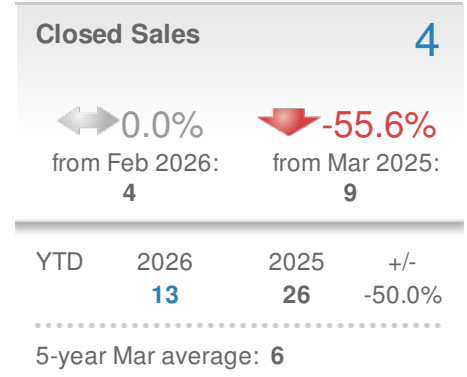 Closed Sales 4
0.0% -55.6%
from Feb 2026: from Mar 2025:
4 9
YTD 2026 2025 +/-
13 26 -50.0%
5-year Mar average: 6